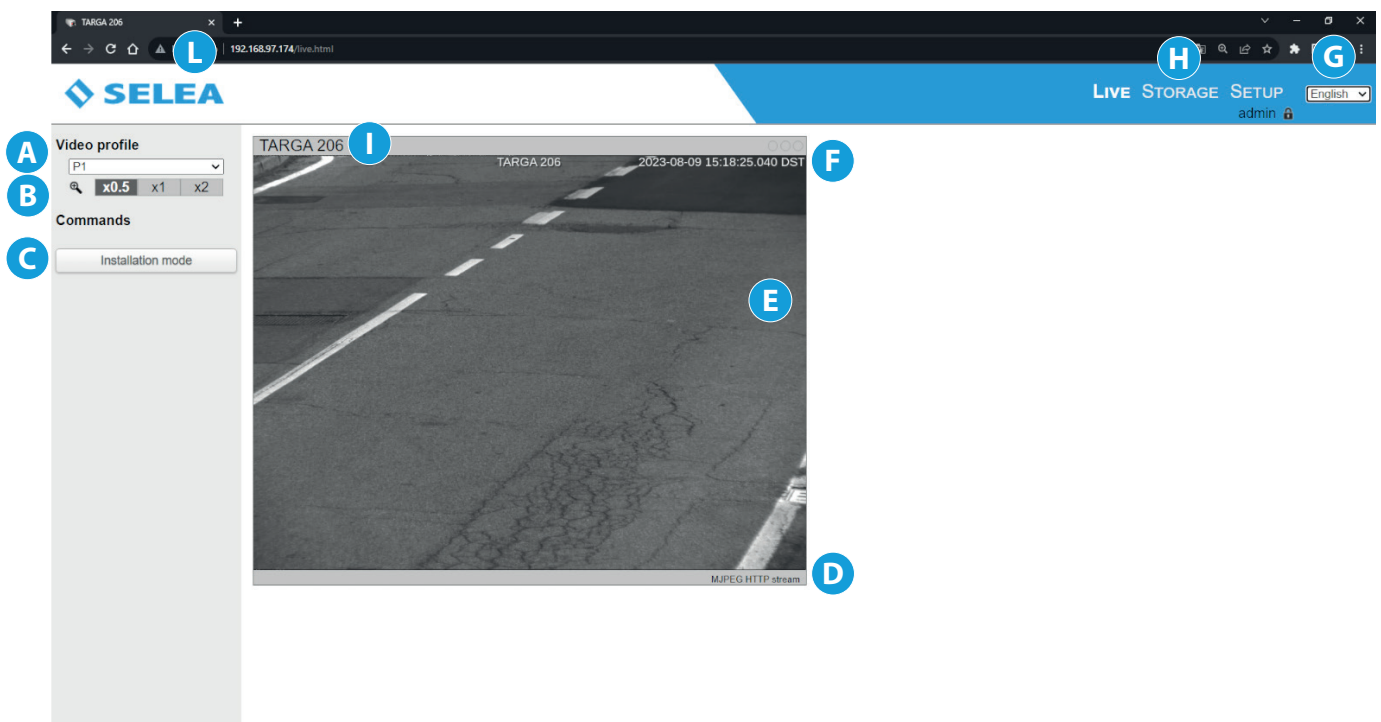 TARGA 206
L
192.168.97.174/live.html
H
G
SELEA
LIVE STORAGE SETUP
English
admin
A
Video profile
P1
B
x0.5 x1 x2
Commands
C
Installation mode
TARGA 206
I
F
TARGA 206 2023-08-09 15:18:25.040 DST
E
MJPEG HTTP stream
D